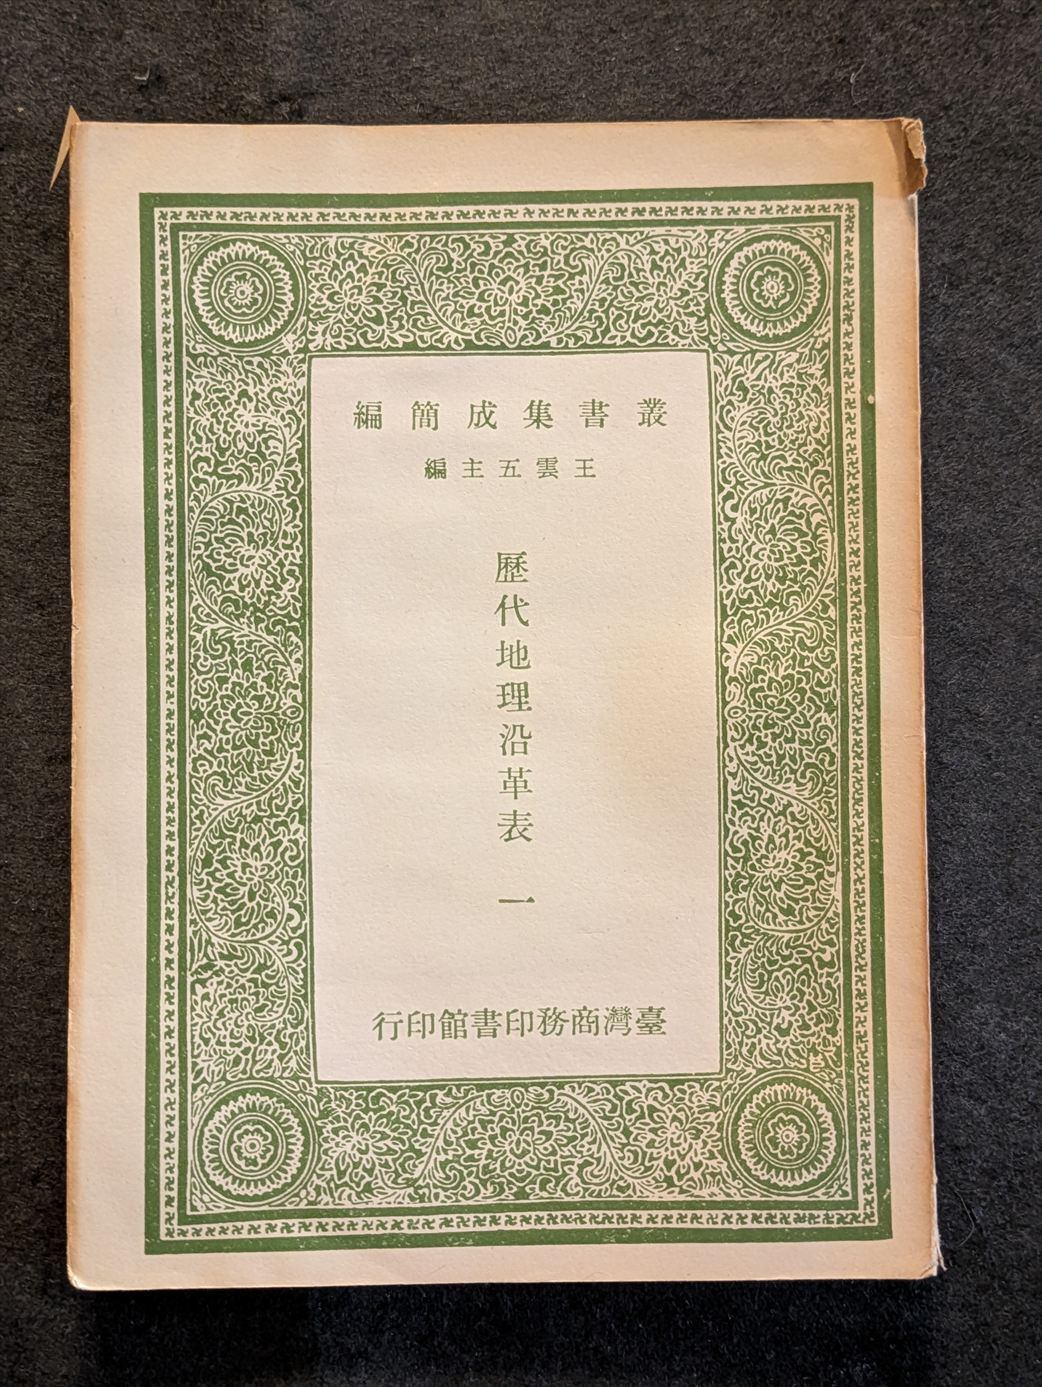 叢書集成簡編
王雲五主編
歷代地理沿革表 一
臺灣商務印書館印行